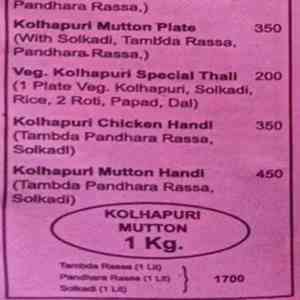 Pandhara Rassa,)
Kolhapuri Mutton Plate 350
(With Solkadi, Tambda Rassa,
Pandhara Rassa,)
Veg. Kolhapuri Special Thali 200
(1 Plate Veg. Kolhapuri, Solkadi,
Rice, 2 Roti, Papad, Dal)
Kolhapuri Chicken Handi 350
(Tambda Pandhara Rassa,
Solkadi)
Kolhapuri Mutton Handi 450
(Tambda Pandhara Rassa,
Solkadi)
KOLHAPURI
MUTTON
1 Kg.
Tambda Rassa (1 Lit)
Pandhara Rassa (1 Lit) } 1700
Solkadi (1 Lit)